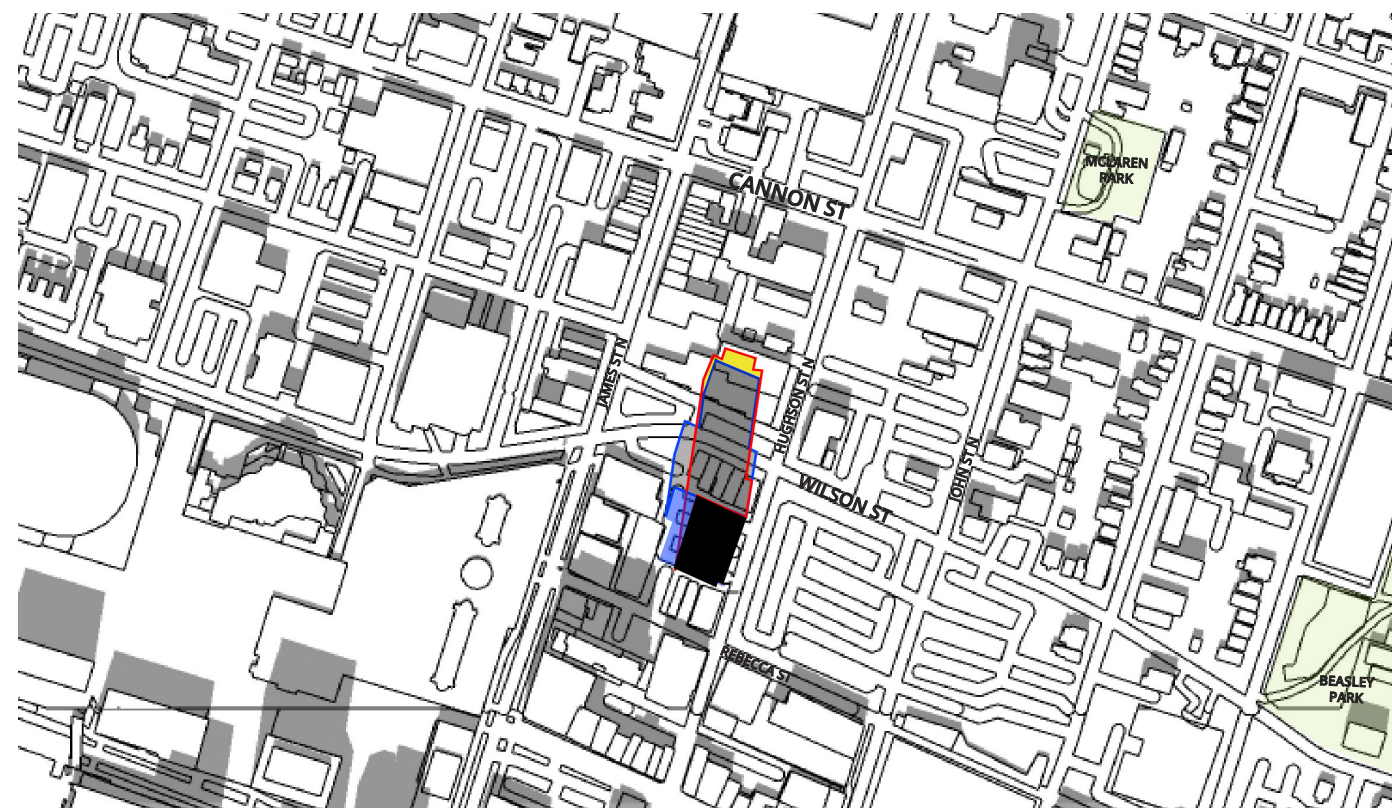 MCLAREN
PARK
CANNON ST
JAMES ST N
HUGHSON ST N
JOHN ST N
WILSON ST
REBECCA ST
BEASLEY
PARK